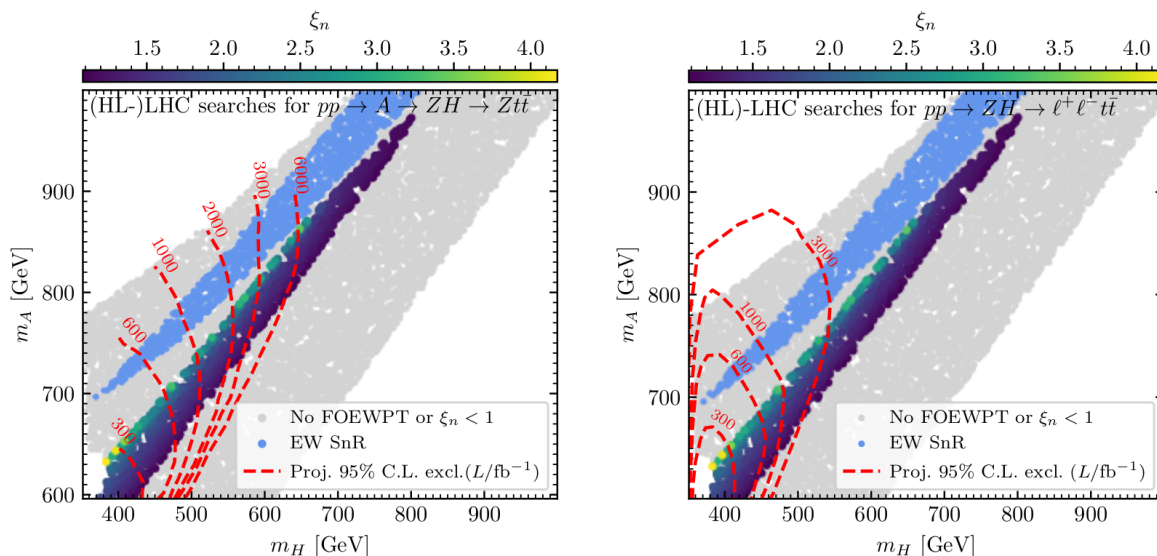 ξₙ
1.5 2.0 2.5 3.0 3.5 4.0
(HL-)LHC searches for pp → A → ZH → Ztt̄
300
600
1000
2000
3000
6000
No FOEWPT or ξₙ < 1
EW SnR
Proj. 95% C.L. excl.(L/fb⁻¹)
900
800
700
600
m_A [GeV]
400 500 600 700 800 900
m_H [GeV]
ξₙ
1.5 2.0 2.5 3.0 3.5 4.0
(HL)-LHC searches for pp → ZH → ℓ⁺ℓ⁻tt̄
3000
1000
600
300
No FOEWPT or ξₙ < 1
EW SnR
Proj. 95% C.L. excl. (L/fb⁻¹)
900
800
700
600
m_A [GeV]
400 500 600 700 800 900
m_H [GeV]